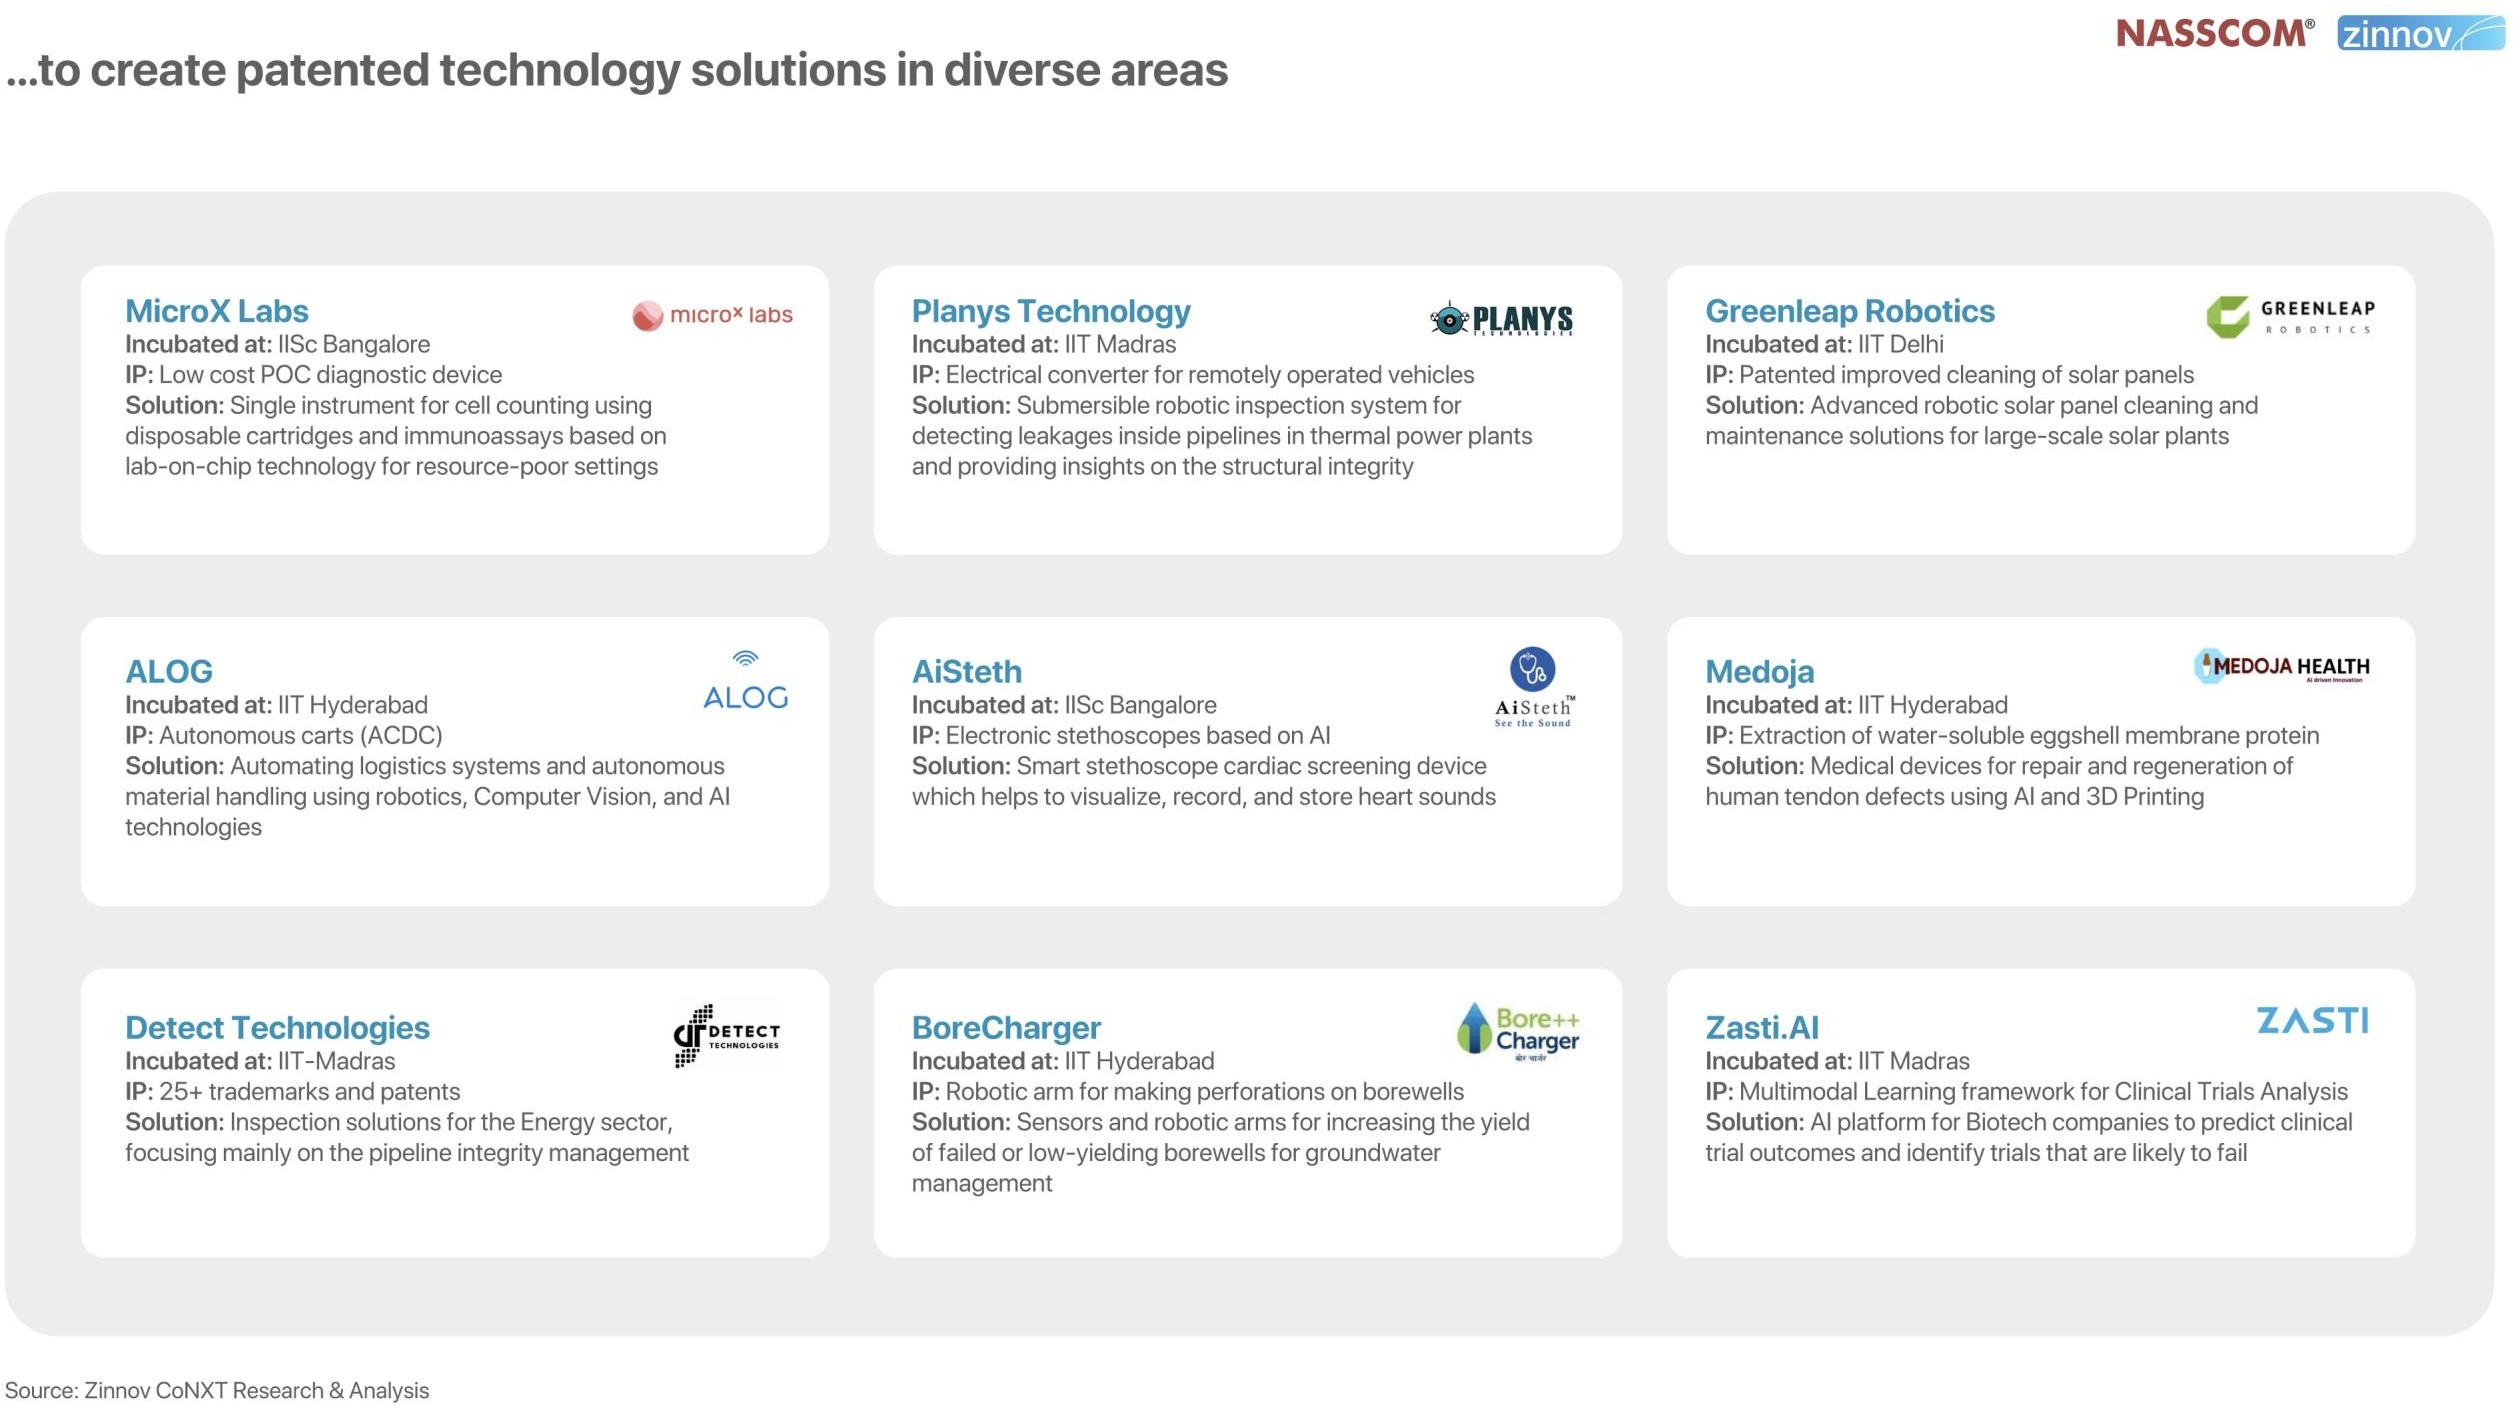 NASSCOM®
zinnov
...to create patented technology solutions in diverse areas
MicroX Labs
microx labs
Incubated at: IISc Bangalore
IP: Low cost POC diagnostic device
Solution: Single instrument for cell counting using
disposable cartridges and immunoassays based on
lab-on-chip technology for resource-poor settings
Planys Technology
PLANYS
TECHNOLOGIES
Incubated at: IIT Madras
IP: Electrical converter for remotely operated vehicles
Solution: Submersible robotic inspection system for
detecting leakages inside pipelines in thermal power plants
and providing insights on the structural integrity
Greenleap Robotics
GREENLEAP
ROBOTICS
Incubated at: IIT Delhi
IP: Patented improved cleaning of solar panels
Solution: Advanced robotic solar panel cleaning and
maintenance solutions for large-scale solar plants
ALOG
ALOG
Incubated at: IIT Hyderabad
IP: Autonomous carts (ACDC)
Solution: Automating logistics systems and autonomous
material handling using robotics, Computer Vision, and AI
technologies
AiSteth
AiSteth™
See the Sound
Incubated at: IISc Bangalore
IP: Electronic stethoscopes based on AI
Solution: Smart stethoscope cardiac screening device
which helps to visualize, record, and store heart sounds
Medoja
MEDOJA HEALTH
AI driven Innovation
Incubated at: IIT Hyderabad
IP: Extraction of water-soluble eggshell membrane protein
Solution: Medical devices for repair and regeneration of
human tendon defects using AI and 3D Printing
Detect Technologies
DETECT
TECHNOLOGIES
Incubated at: IIT-Madras
IP: 25+ trademarks and patents
Solution: Inspection solutions for the Energy sector,
focusing mainly on the pipeline integrity management
BoreCharger
Bore++
Charger
बोर चार्जर
Incubated at: IIT Hyderabad
IP: Robotic arm for making perforations on borewells
Solution: Sensors and robotic arms for increasing the yield
of failed or low-yielding borewells for groundwater
management
Zasti.AI
ZASTI
Incubated at: IIT Madras
IP: Multimodal Learning framework for Clinical Trials Analysis
Solution: AI platform for Biotech companies to predict clinical
trial outcomes and identify trials that are likely to fail
Source: Zinnov CoNXT Research & Analysis